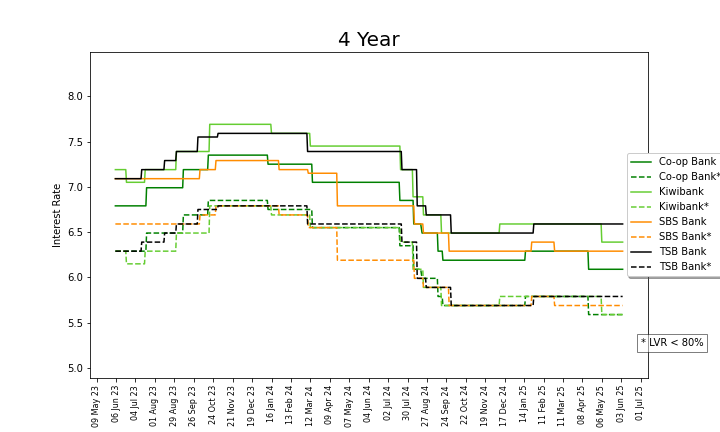 4 Year
Interest Rate
8.0
7.5
7.0
6.5
6.0
5.5
5.0
09 May 23
06 Jun 23
04 Jul 23
01 Aug 23
29 Aug 23
26 Sep 23
24 Oct 23
21 Nov 23
19 Dec 23
16 Jan 24
13 Feb 24
12 Mar 24
09 Apr 24
07 May 24
04 Jun 24
02 Jul 24
30 Jul 24
27 Aug 24
24 Sep 24
22 Oct 24
19 Nov 24
17 Dec 24
14 Jan 25
11 Feb 25
11 Mar 25
08 Apr 25
06 May 25
03 Jun 25
01 Jul 25
Co-op Bank
Co-op Bank*
Kiwibank
Kiwibank*
SBS Bank
SBS Bank*
TSB Bank
TSB Bank*
* LVR < 80%